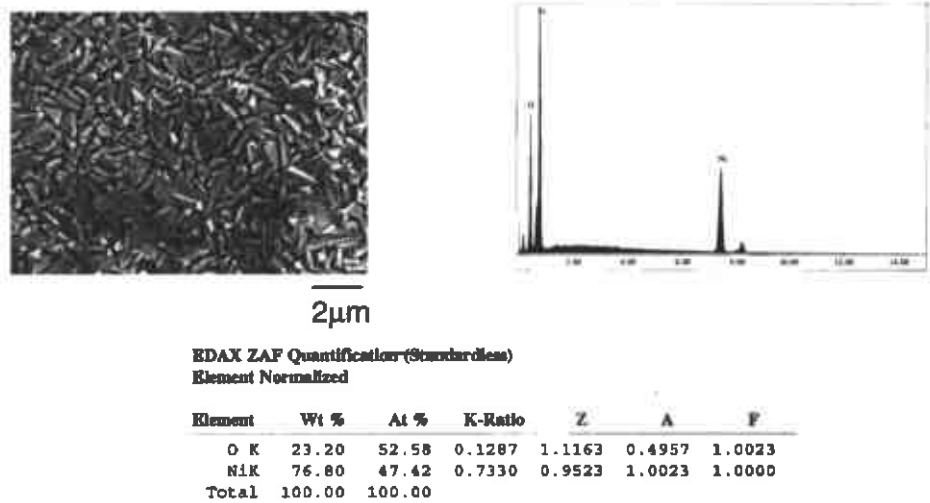 2μm
EDAX ZAF Quantification (Standardless)
Element Normalized
Element Wt % At % K-Ratio Z A F
O K 23.20 52.58 0.1287 1.1163 0.4957 1.0023
NiK 76.80 47.42 0.7330 0.9523 1.0023 1.0000
Total 100.00 100.00